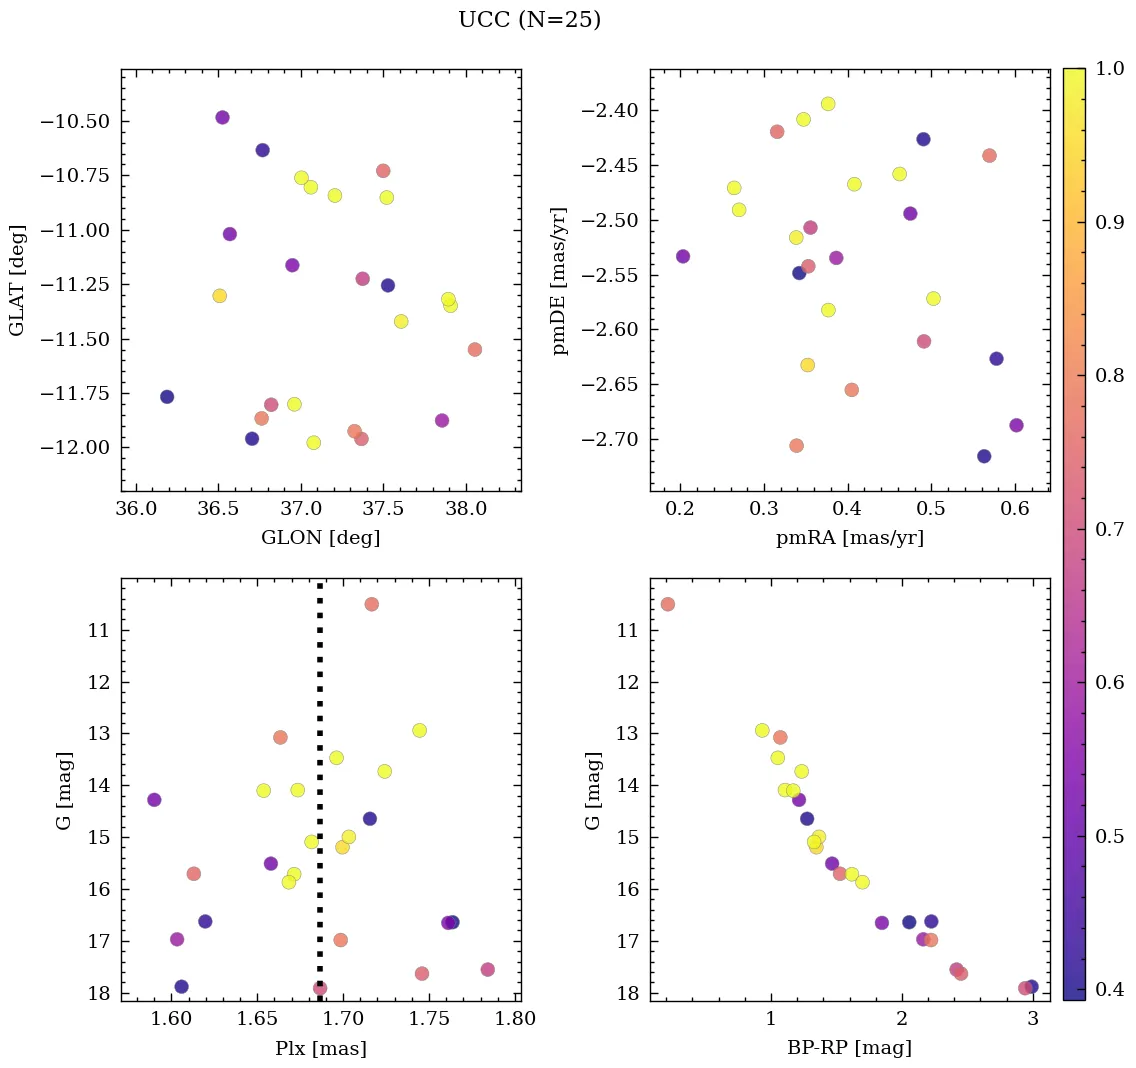 UCC (N=25)
−10.50
−10.75
−11.00
−11.25
−11.50
−11.75
−12.00
GLAT [deg]
36.0 36.5 37.0 37.5 38.0
GLON [deg]
−2.40
−2.45
−2.50
−2.55
−2.60
−2.65
−2.70
pmDE [mas/yr]
0.2 0.3 0.4 0.5 0.6
pmRA [mas/yr]
11
12
13
14
15
16
17
18
G [mag]
1.60 1.65 1.70 1.75 1.80
Plx [mas]
11
12
13
14
15
16
17
18
G [mag]
1 2 3
BP-RP [mag]
1.0
0.9
0.8
0.7
0.6
0.5
0.4